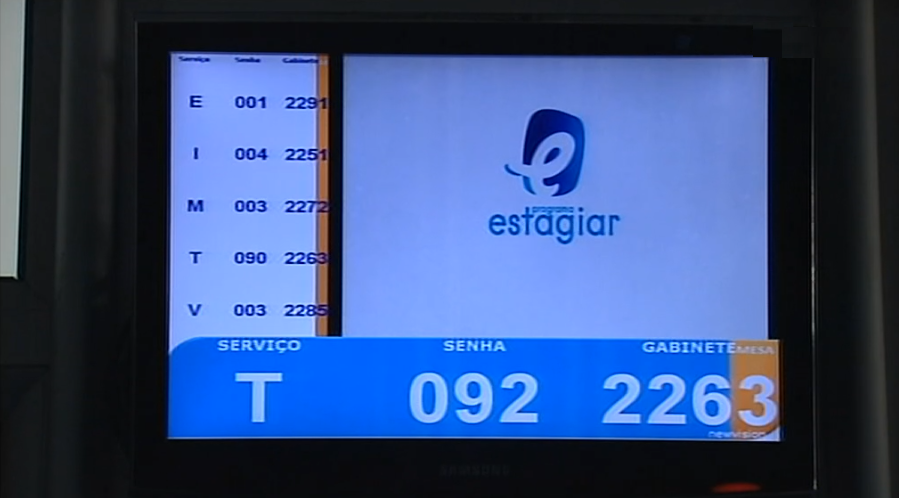 Serviço Senha Gabinete
E 001 2291
I 004 2251
M 003 2272
T 090 2263
V 003 2285
programa
estagiar
SERVIÇO SENHA GABINETE MESA
T 092 2263
newvision
SAMSUNG